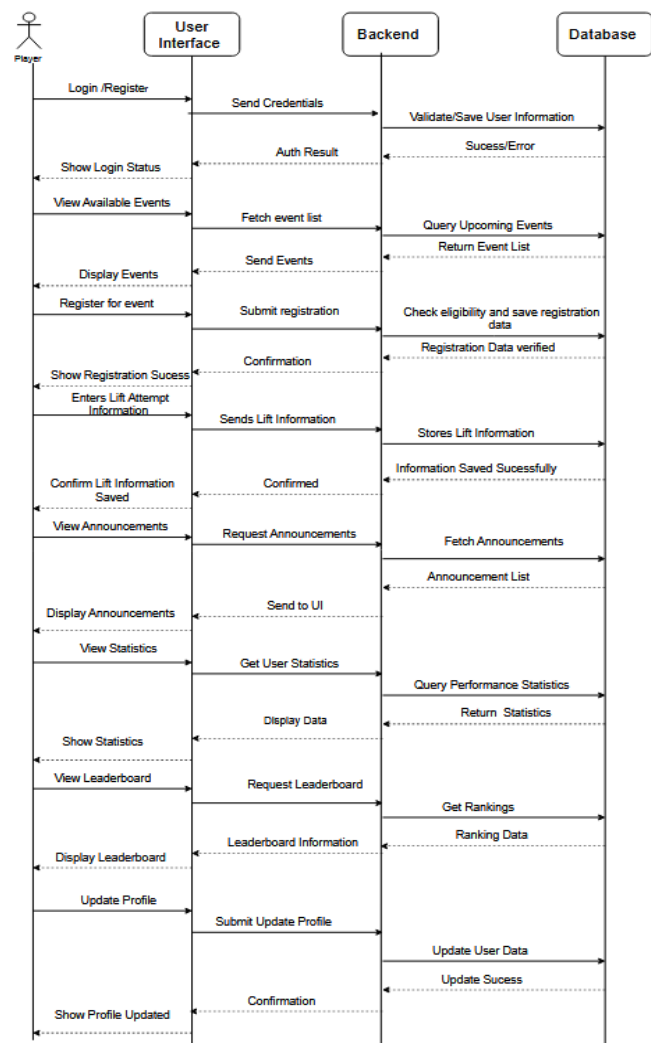 User
Interface
Backend
Database
Player
Login /Register
Send Credentials
Validate/Save User Information
Sucess/Error
Auth Result
Show Login Status
View Available Events
Fetch event list
Query Upcoming Events
Return Event List
Send Events
Display Events
Register for event
Submit registration
Check eligibility and save registration
data
Registration Data verified
Confirmation
Show Registration Sucess
Enters Lift Attempt
Information
Sends Lift Information
Stores Lift Information
Information Saved Sucessfully
Confirmed
Confirm Lift Information
Saved
View Announcements
Request Announcements
Fetch Announcements
Announcement List
Send to UI
Display Announcements
View Statistics
Get User Statistics
Query Performance Statistics
Return Statistics
Display Data
Show Statistics
View Leaderboard
Request Leaderboard
Get Rankings
Ranking Data
Leaderboard Information
Display Leaderboard
Update Profile
Submit Update Profile
Update User Data
Update Sucess
Confirmation
Show Profile Updated